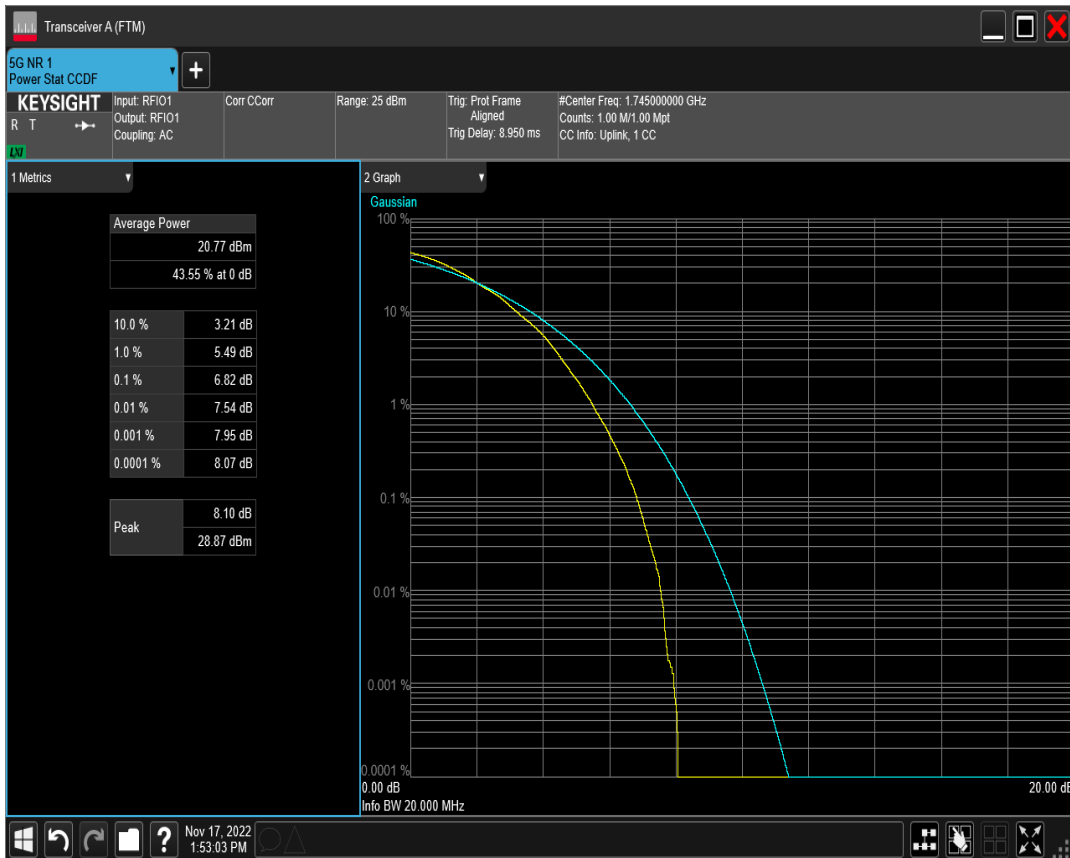 Transceiver A (FTM)
5G NR 1
Power Stat CCDF
+
KEYSIGHT
R T
LXI
Input: RFIO1
Output: RFIO1
Coupling: AC
Corr CCorr
Range: 25 dBm
Trig: Prot Frame
Aligned
Trig Delay: 8.950 ms
#Center Freq: 1.745000000 GHz
Counts: 1.00 M/1.00 Mpt
CC Info: Uplink, 1 CC
1 Metrics
Average Power
20.77 dBm
43.55 % at 0 dB
10.0 % 3.21 dB
1.0 % 5.49 dB
0.1 % 6.82 dB
0.01 % 7.54 dB
0.001 % 7.95 dB
0.0001 % 8.07 dB
Peak
8.10 dB
28.87 dBm
2 Graph
Gaussian
100 %
10 %
1 %
0.1 %
0.01 %
0.001 %
0.0001 %
0.00 dB
20.00 dB
Info BW 20.000 MHz
?
Nov 17, 2022
1:53:03 PM